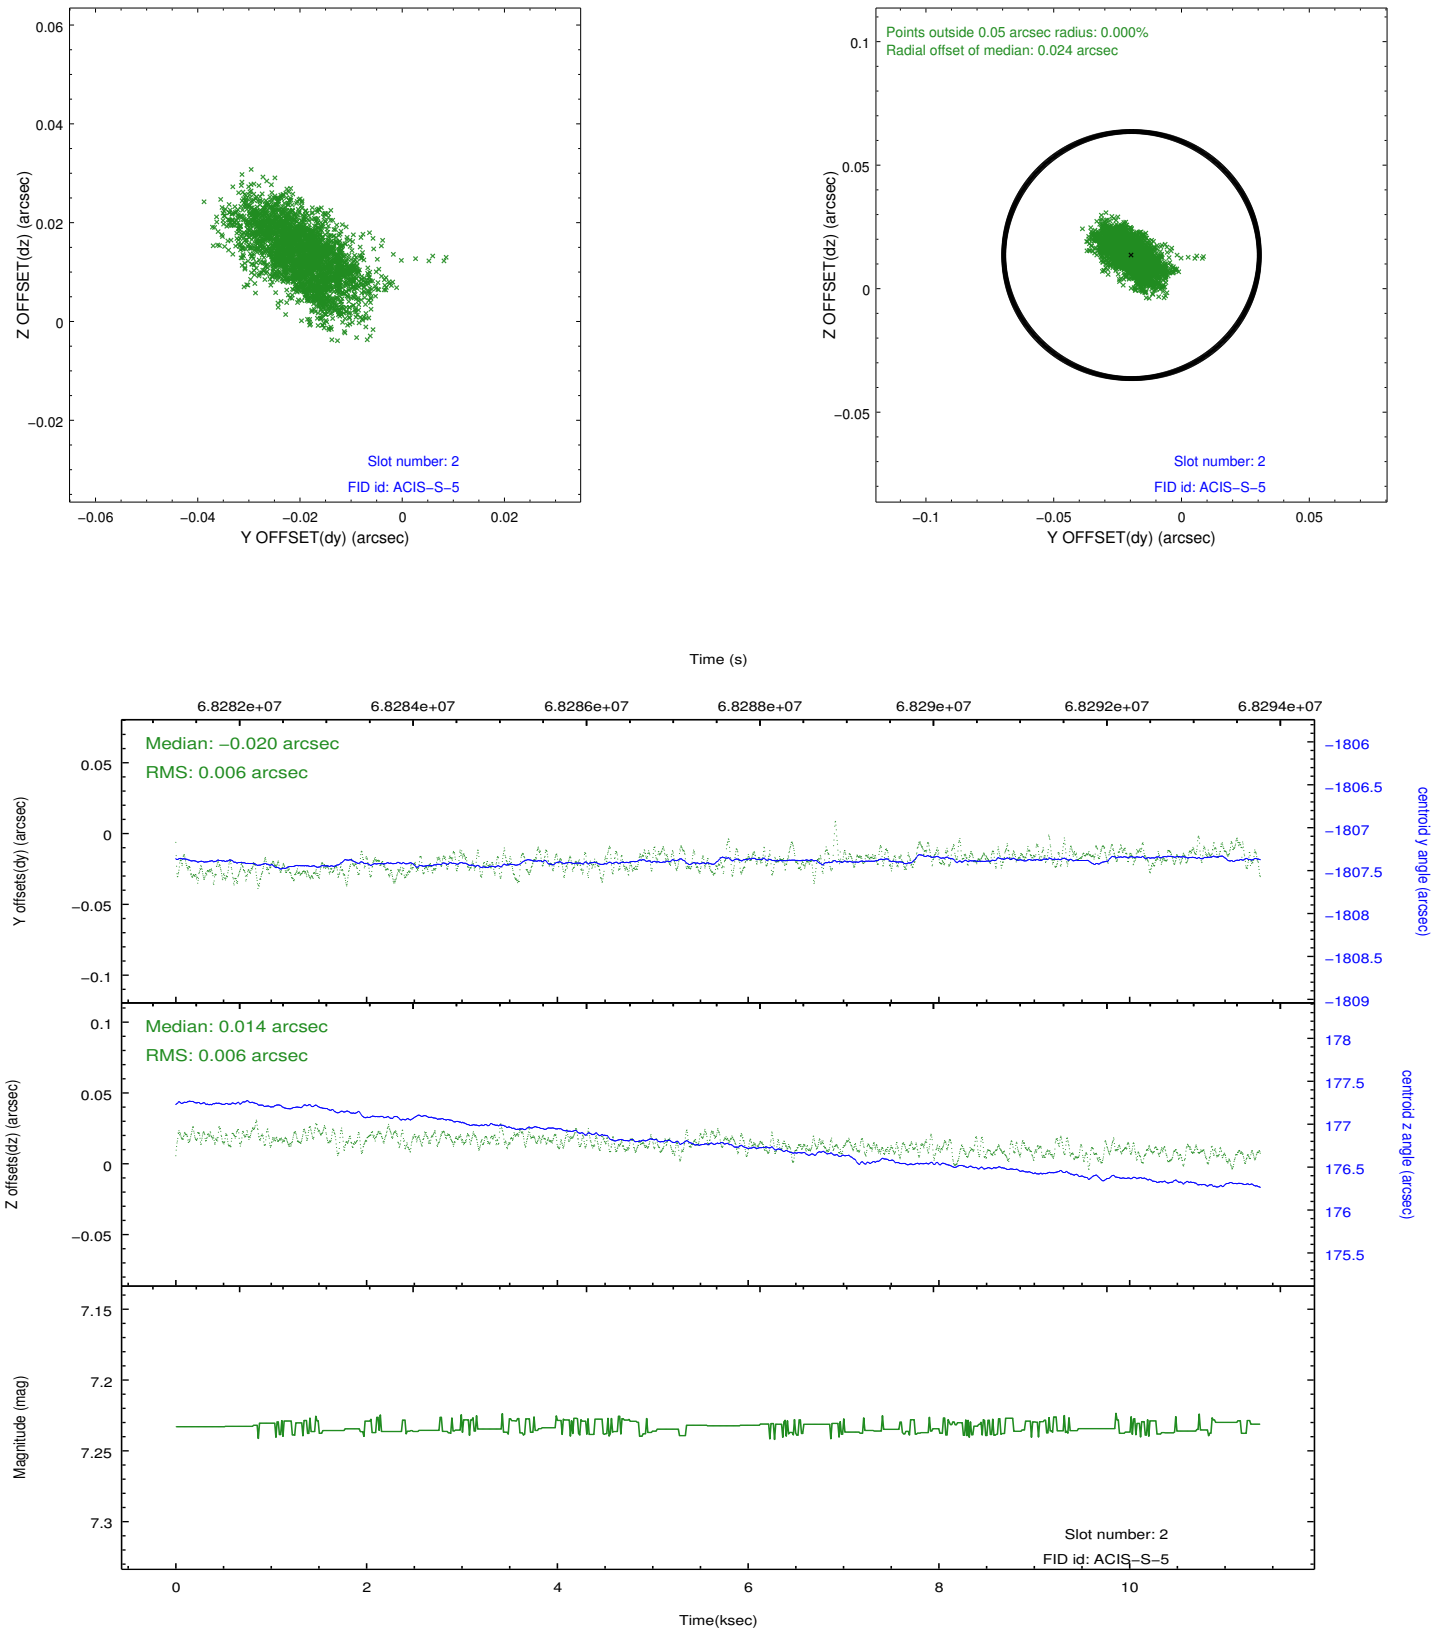 0.06
0.04
0.02
0
−0.02
Z OFFSET(dz) (arcsec)
Slot number: 2
FID id: ACIS−S−5
−0.06
−0.04
−0.02
0
0.02
Y OFFSET(dy) (arcsec)
Points outside 0.05 arcsec radius: 0.000%
Radial offset of median: 0.024 arcsec
0.1
0.05
0
−0.05
Z OFFSET(dz) (arcsec)
Slot number: 2
FID id: ACIS−S−5
−0.1
−0.05
0
0.05
Y OFFSET(dy) (arcsec)
Time (s)
6.8282e+07
6.8284e+07
6.8286e+07
6.8288e+07
6.829e+07
6.8292e+07
6.8294e+07
Median: −0.020 arcsec
RMS: 0.006 arcsec
0.05
0
−0.05
−0.1
Y offsets(dy) (arcsec)
−1806
−1806.5
−1807
−1807.5
−1808
−1808.5
−1809
centroid y angle (arcsec)
Median: 0.014 arcsec
RMS: 0.006 arcsec
0.1
0.05
0
−0.05
Z offsets(dz) (arcsec)
178
177.5
177
176.5
176
175.5
centroid z angle (arcsec)
7.15
7.2
7.25
7.3
Magnitude (mag)
Slot number: 2
FID id: ACIS−S−5
0
2
4
6
8
10
Time(ksec)